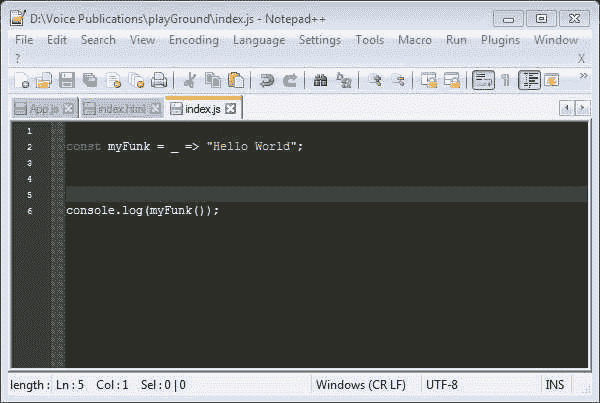 D:\Voice Publications\playGround\index.js - Notepad++
File Edit Search View Encoding Language Settings Tools Macro Run Plugins Window
? X
App.js index.html index.js
1
2 const myFunk = _ => "Hello World";
3
4
5
6 console.log(myFunk());
length : Ln : 5 Col : 1 Sel : 0 | 0 Windows (CR LF) UTF-8 INS